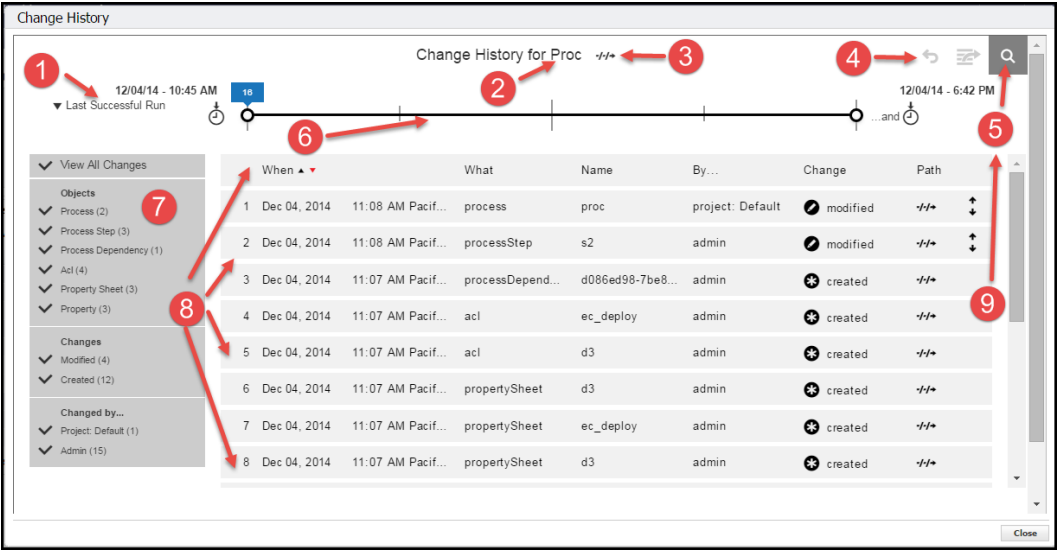 Change History
Change History for Proc
1
2
3
4
5
6
7
8
9
12/04/14 - 10:45 AM
Last Successful Run
16
12/04/14 - 6:42 PM
...and
View All Changes
Objects
Process (2)
Process Step (3)
Process Dependency (1)
Acl (4)
Property Sheet (3)
Property (3)
Changes
Modified (4)
Created (12)
Changed by...
Project: Default (1)
Admin (15)
When What Name By... Change Path
1 Dec 04, 2014 11:08 AM Pacif... process proc project: Default modified
2 Dec 04, 2014 11:08 AM Pacif... processStep s2 admin modified
3 Dec 04, 2014 11:07 AM Pacif... processDepend... d086ed98-7be8... admin created
4 Dec 04, 2014 11:07 AM Pacif... acl ec_deploy admin created
5 Dec 04, 2014 11:07 AM Pacif... acl d3 admin created
6 Dec 04, 2014 11:07 AM Pacif... propertySheet d3 admin created
7 Dec 04, 2014 11:07 AM Pacif... propertySheet ec_deploy admin created
8 Dec 04, 2014 11:07 AM Pacif... propertySheet d3 admin created
Close